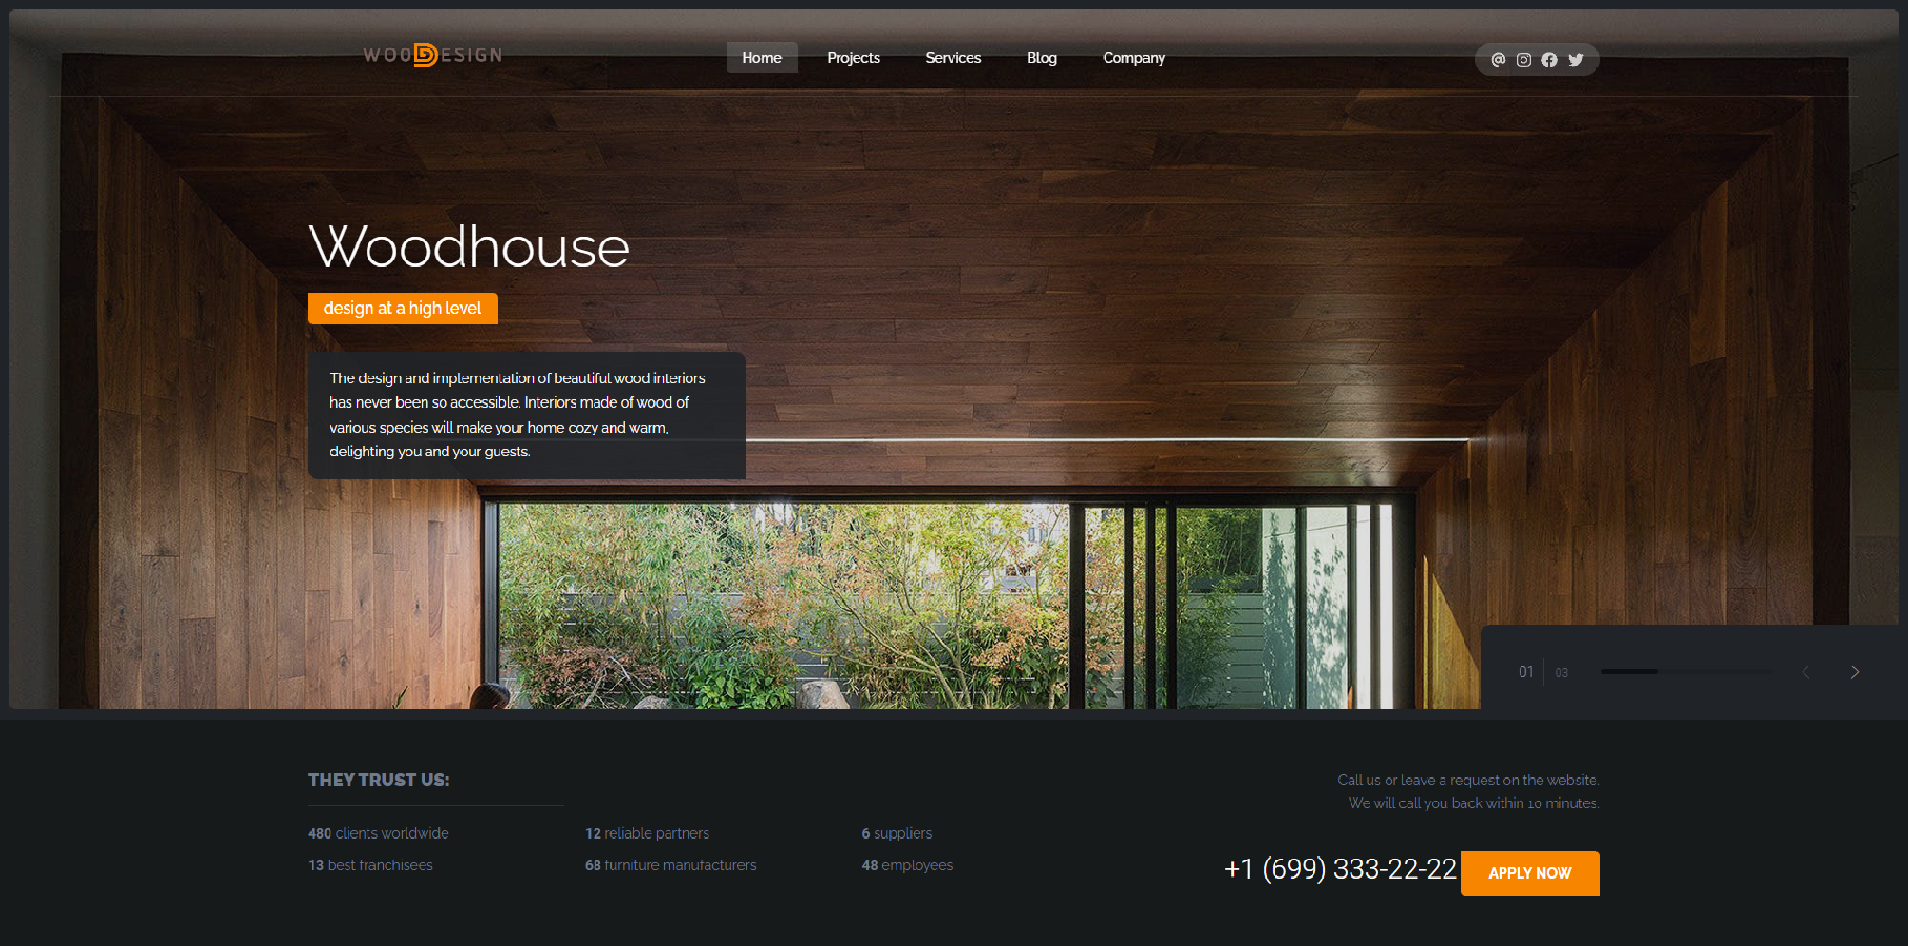 WOODDESIGN
Home Projects Services Blog Company
Woodhouse
design at a high level
The design and implementation of beautiful wood interiors
has never been so accessible. Interiors made of wood of
various species will make your home cozy and warm,
delighting you and your guests.
01 03
THEY TRUST US:
480 clients worldwide
12 reliable partners
6 suppliers
13 best franchisees
68 furniture manufacturers
48 employees
Call us or leave a request on the website.
We will call you back within 10 minutes.
+1 (699) 333-22-22
APPLY NOW